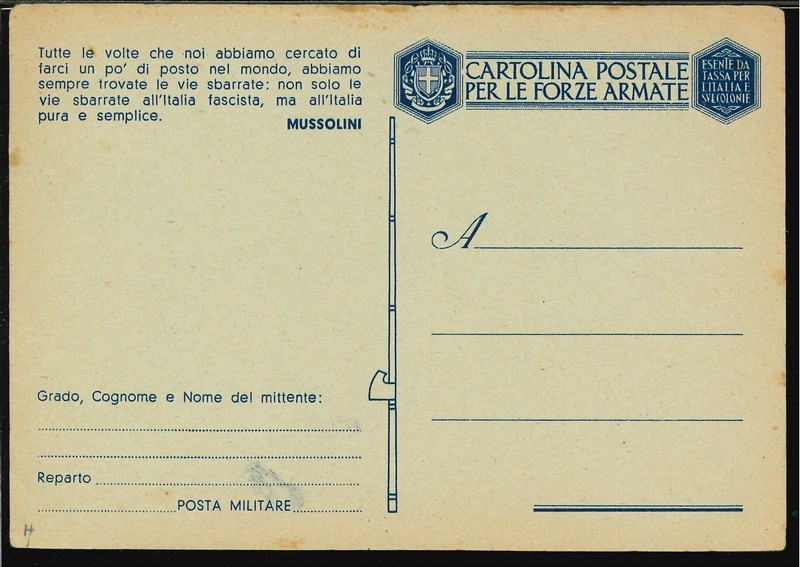 Tutte le volte che noi abbiamo cercato di
farci un po' di posto nel mondo, abbiamo
sempre trovate le vie sbarrate: non solo le
vie sbarrate all'Italia fascista, ma all'Italia
pura e semplice.
MUSSOLINI
CARTOLINA POSTALE
PER LE FORZE ARMATE
ESENTE DA
TASSA PER
L'ITALIA E
SVE COLONIE
A
Grado, Cognome e Nome del mittente:
Reparto
POSTA MILITARE
H